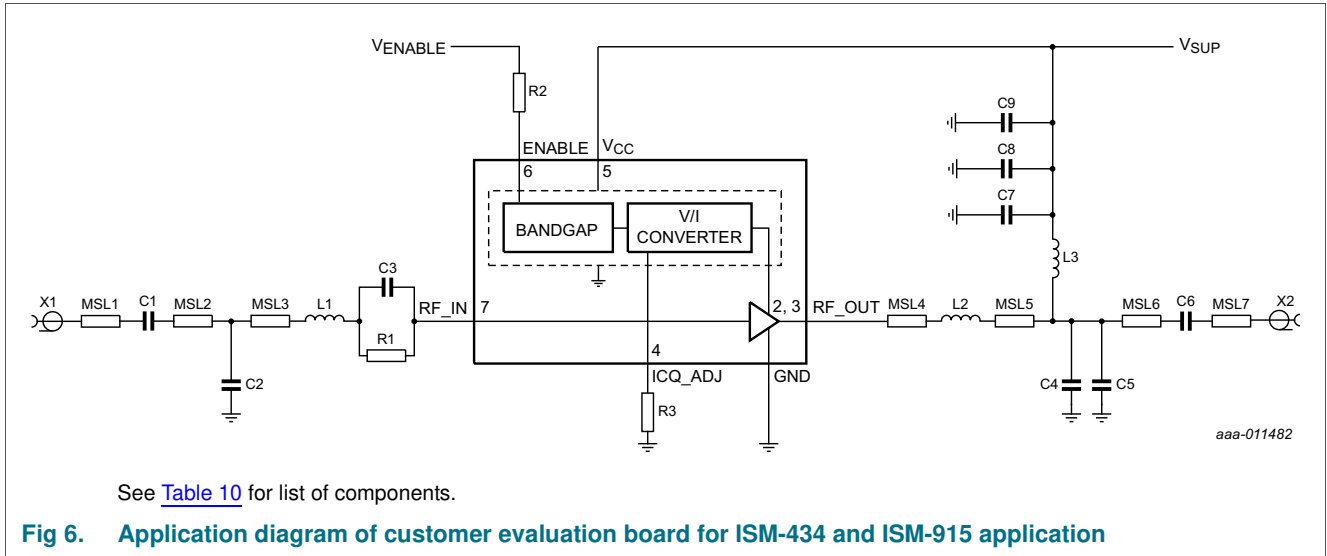 VENABLE
VSUP
R2
C9
C8
C7
L3
ENABLE
VCC
6
5
BANDGAP
V/I
CONVERTER
X1
MSL1
C1
MSL2
MSL3
L1
C3
R1
C2
RF_IN
7
2, 3
RF_OUT
MSL4
L2
MSL5
MSL6
C6
MSL7
X2
4
ICQ_ADJ
GND
R3
C4
C5
aaa-011482
See Table 10 for list of components.
Fig 6. Application diagram of customer evaluation board for ISM-434 and ISM-915 application